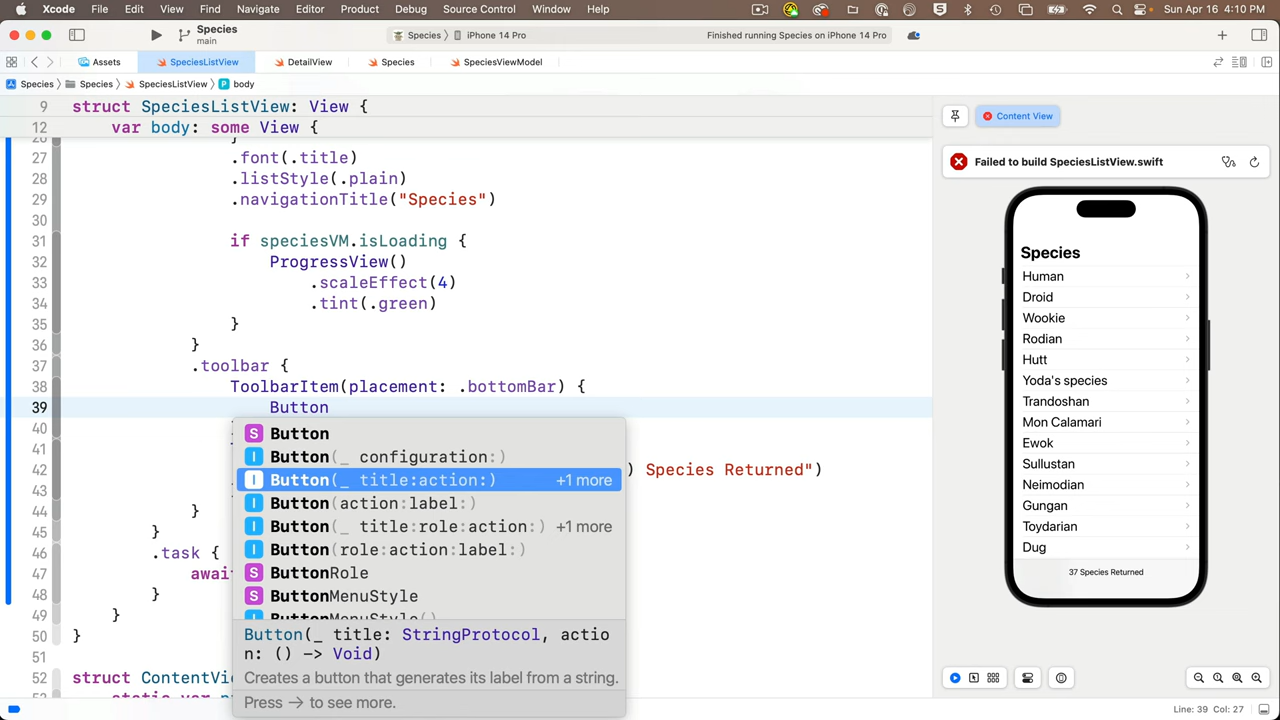 Xcode File Edit View Find Navigate Editor Product Debug Source Control Window Help Sun Apr 16 4:10 PM
Species
main
Species iPhone 14 Pro
Finished running Species on iPhone 14 Pro
Assets SpeciesListView DetailView Species SpeciesViewModel
Species Species SpeciesListView body
9 struct SpeciesListView: View {
12 var body: some View {
27 .font(.title)
28 .listStyle(.plain)
29 .navigationTitle("Species")
30
31 if speciesVM.isLoading {
32 ProgressView()
33 .scaleEffect(4)
34 .tint(.green)
35 }
36 }
37 .toolbar {
38 ToolbarItem(placement: .bottomBar) {
39 Button
40
41
42 ) Species Returned")
43
44 }
45 }
46 .task {
47 awai
48 }
49 }
50 }
51
52 struct ContentVi
Button
Button(_ configuration:)
Button(_ title:action:) +1 more
Button(action:label:)
Button(_ title:role:action:) +1 more
Button(role:action:label:)
ButtonRole
ButtonMenuStyle
ButtonMenuStyle()
Button(_ title: StringProtocol, actio
n: () -> Void)
Creates a button that generates its label from a string.
Press → to see more.
Content View
Failed to build SpeciesListView.swift
Species
Human
Droid
Wookie
Rodian
Hutt
Yoda's species
Trandoshan
Mon Calamari
Ewok
Sullustan
Neimodian
Gungan
Toydarian
Dug
37 Species Returned
Line: 39 Col: 27